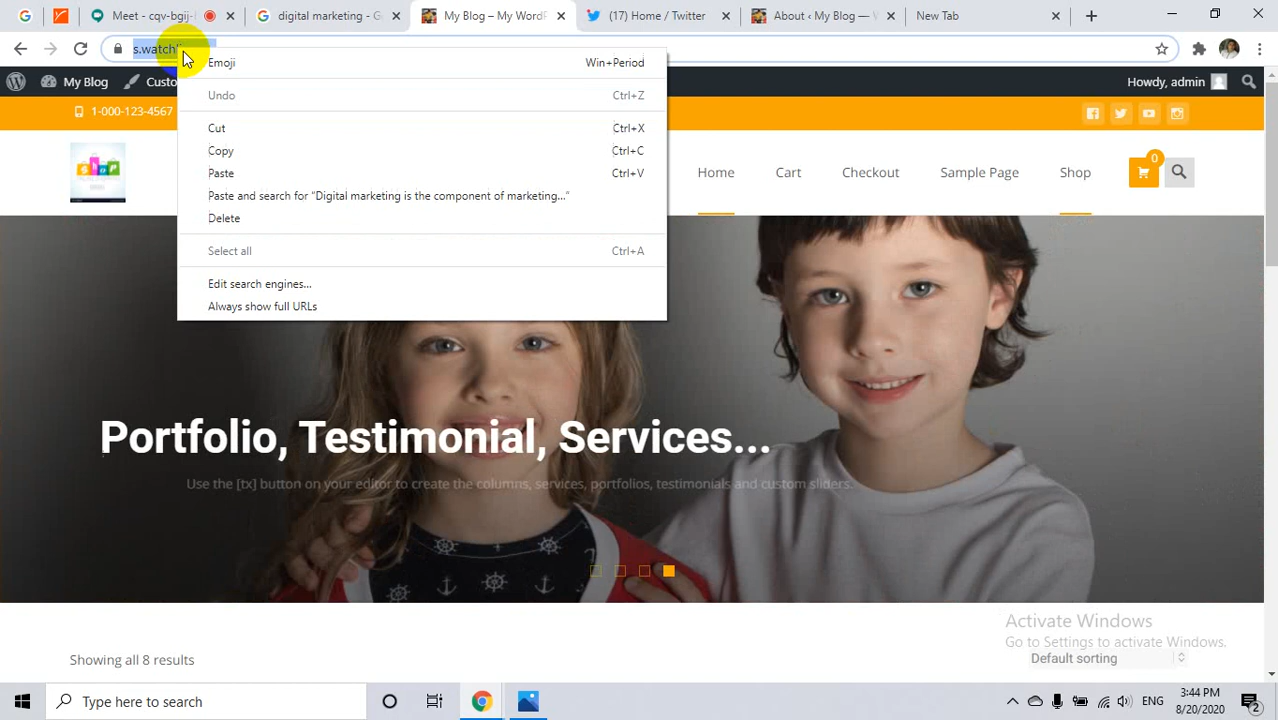 Meet - cqv-bgij-
digital marketing - G
My Blog – My WordP
(17) Home / Twitter
About ‹ My Blog — W
New Tab
s.watch
My Blog
Custo
Howdy, admin
1-000-123-4567
Emoji Win+Period
Undo Ctrl+Z
Cut Ctrl+X
Copy Ctrl+C
Paste Ctrl+V
Paste and search for “Digital marketing is the component of marketing...”
Delete
Select all Ctrl+A
Edit search engines...
Always show full URLs
SHOP
Home
Cart
Checkout
Sample Page
Shop
0
Portfolio, Testimonial, Services...
Use the [tx] button on your editor to create the columns, services, portfolios, testimonials and custom sliders.
Activate Windows
Go to Settings to activate Windows.
Showing all 8 results
Default sorting
Type here to search
ENG
3:44 PM
8/20/2020
2